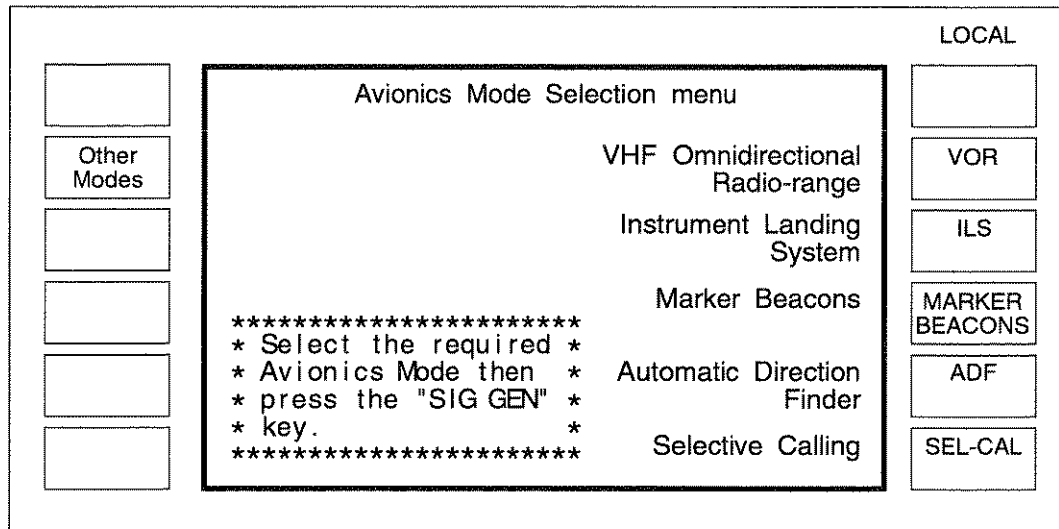 LOCAL
Avionics Mode Selection menu
Other
Modes
VHF Omnidirectional
Radio-range
VOR
Instrument Landing
System
ILS
Marker Beacons
MARKER
BEACONS
***********************
* Select the required *
* Avionics Mode then *
* press the "SIG GEN" *
* key. *
***********************
Automatic Direction
Finder
ADF
Selective Calling
SEL-CAL